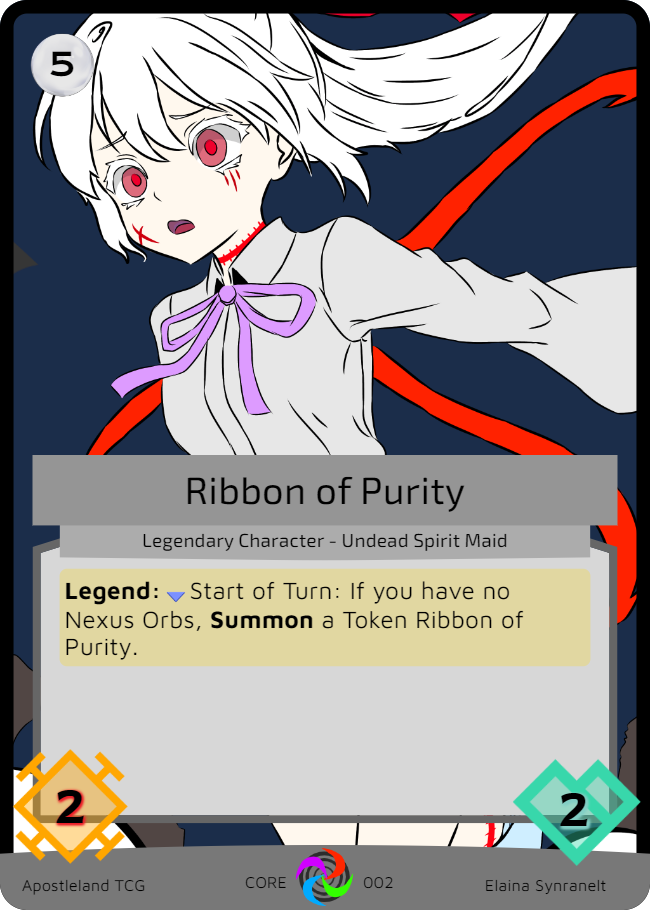 5
Ribbon of Purity
Legendary Character - Undead Spirit Maid
Legend: Start of Turn: If you have no
Nexus Orbs, Summon a Token Ribbon of
Purity.
2
2
Apostleland TCG
CORE 002
Elaina Synranelt